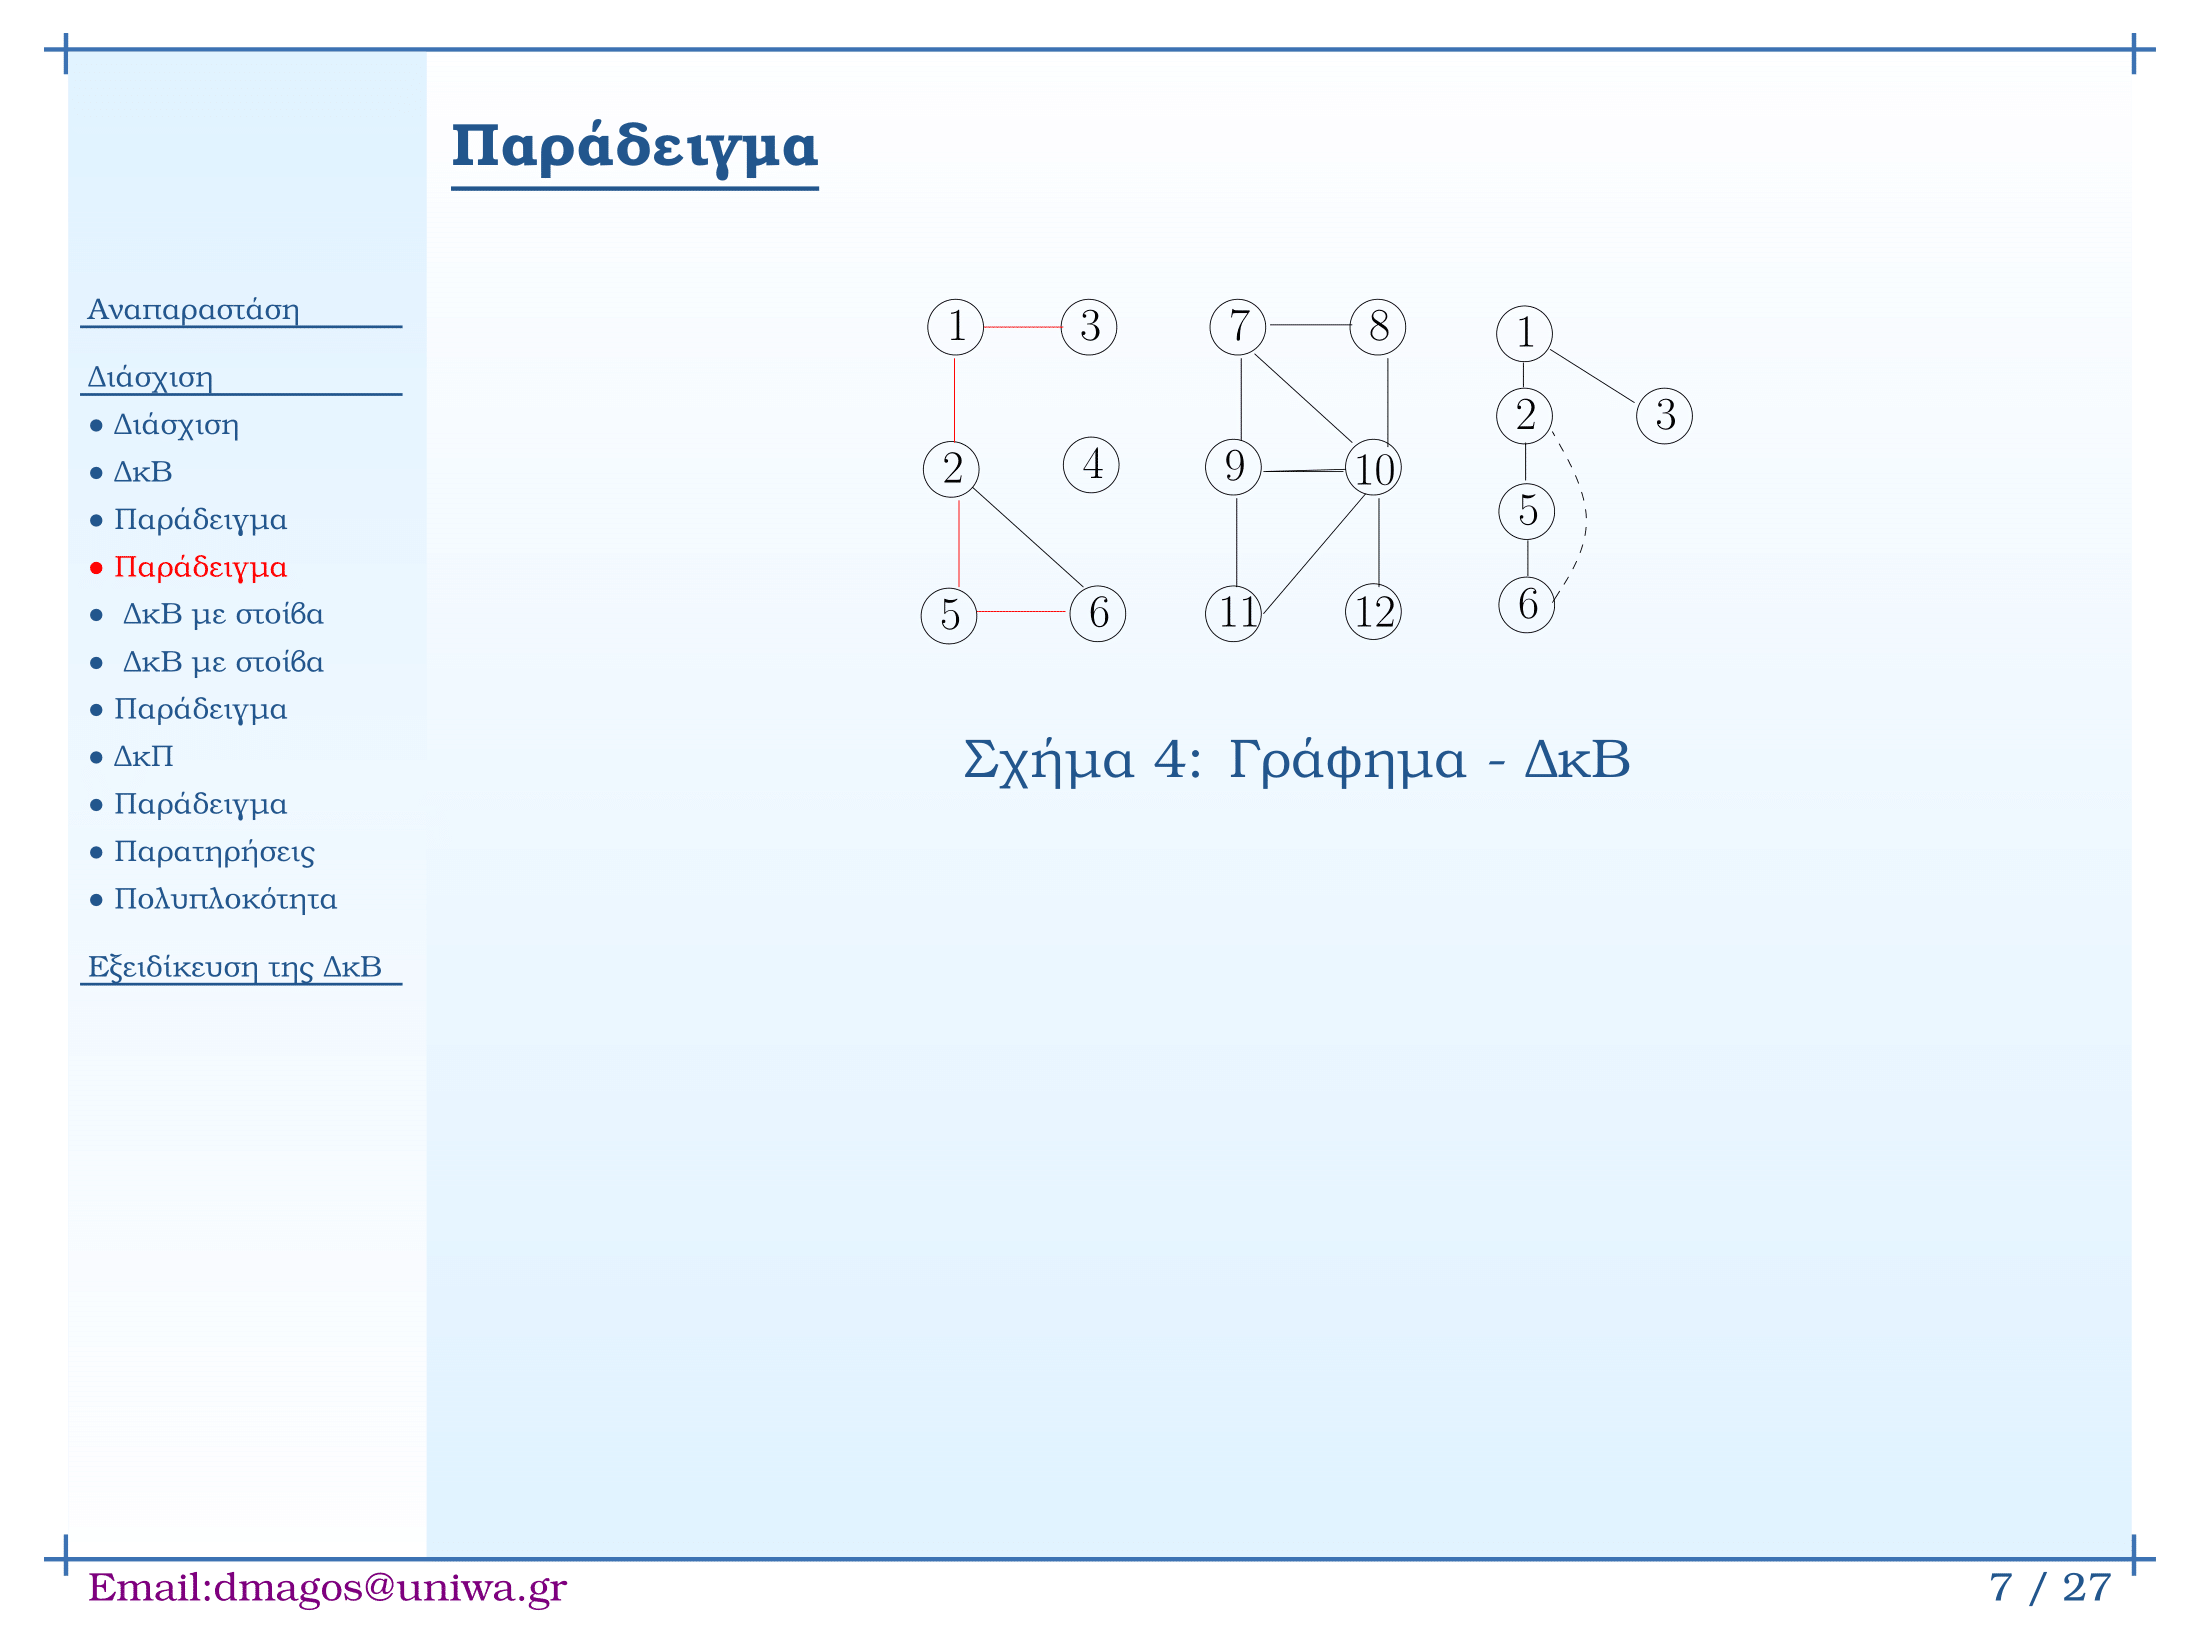 Παράδειγμα
Αναπαραστάση
Διάσχιση
● Διάσχιση
● ΔκΒ
● Παράδειγμα
● Παράδειγμα
● ΔκΒ με στοίβα
● ΔκΒ με στοίβα
● Παράδειγμα
● ΔκΠ
● Παράδειγμα
● Παρατηρήσεις
● Πολυπλοκότητα
Εξειδίκευση της ΔκΒ
1 3 7 8 1
2 3
2 4 9 10
5
5 6 11 12 6
Σχήμα 4: Γράφημα - ΔκΒ
Email:dmagos@uniwa.gr
7 / 27